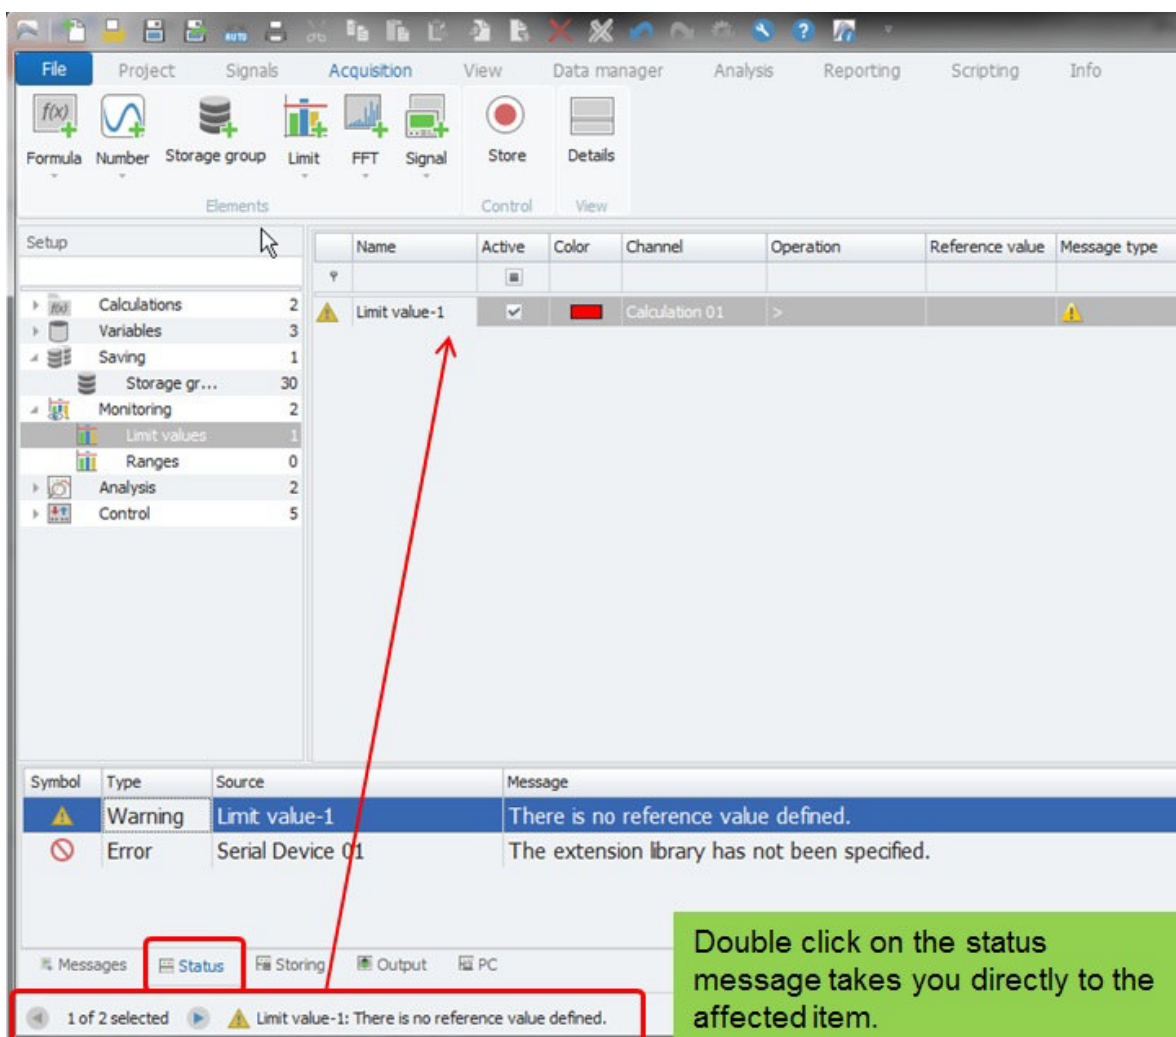 AUTO
File Project Signals Acquisition View Data manager Analysis Reporting Scripting Info
f(x)
Formula Number Storage group Limit FFT Signal Store Details
Elements Control View
Setup
Name Active Color Channel Operation Reference value Message type
f(x) Calculations 2
Limit value-1 Calculation 01 >
Variables 3
Saving 1
Storage gr... 30
Monitoring 2
Limit values 1
Ranges 0
Analysis 2
Control 5
Symbol Type Source Message
Warning Limit value-1 There is no reference value defined.
Error Serial Device 01 The extension library has not been specified.
Messages Status Storing Output PC
1 of 2 selected Limit value-1: There is no reference value defined.
Double click on the status
message takes you directly to the
affected item.